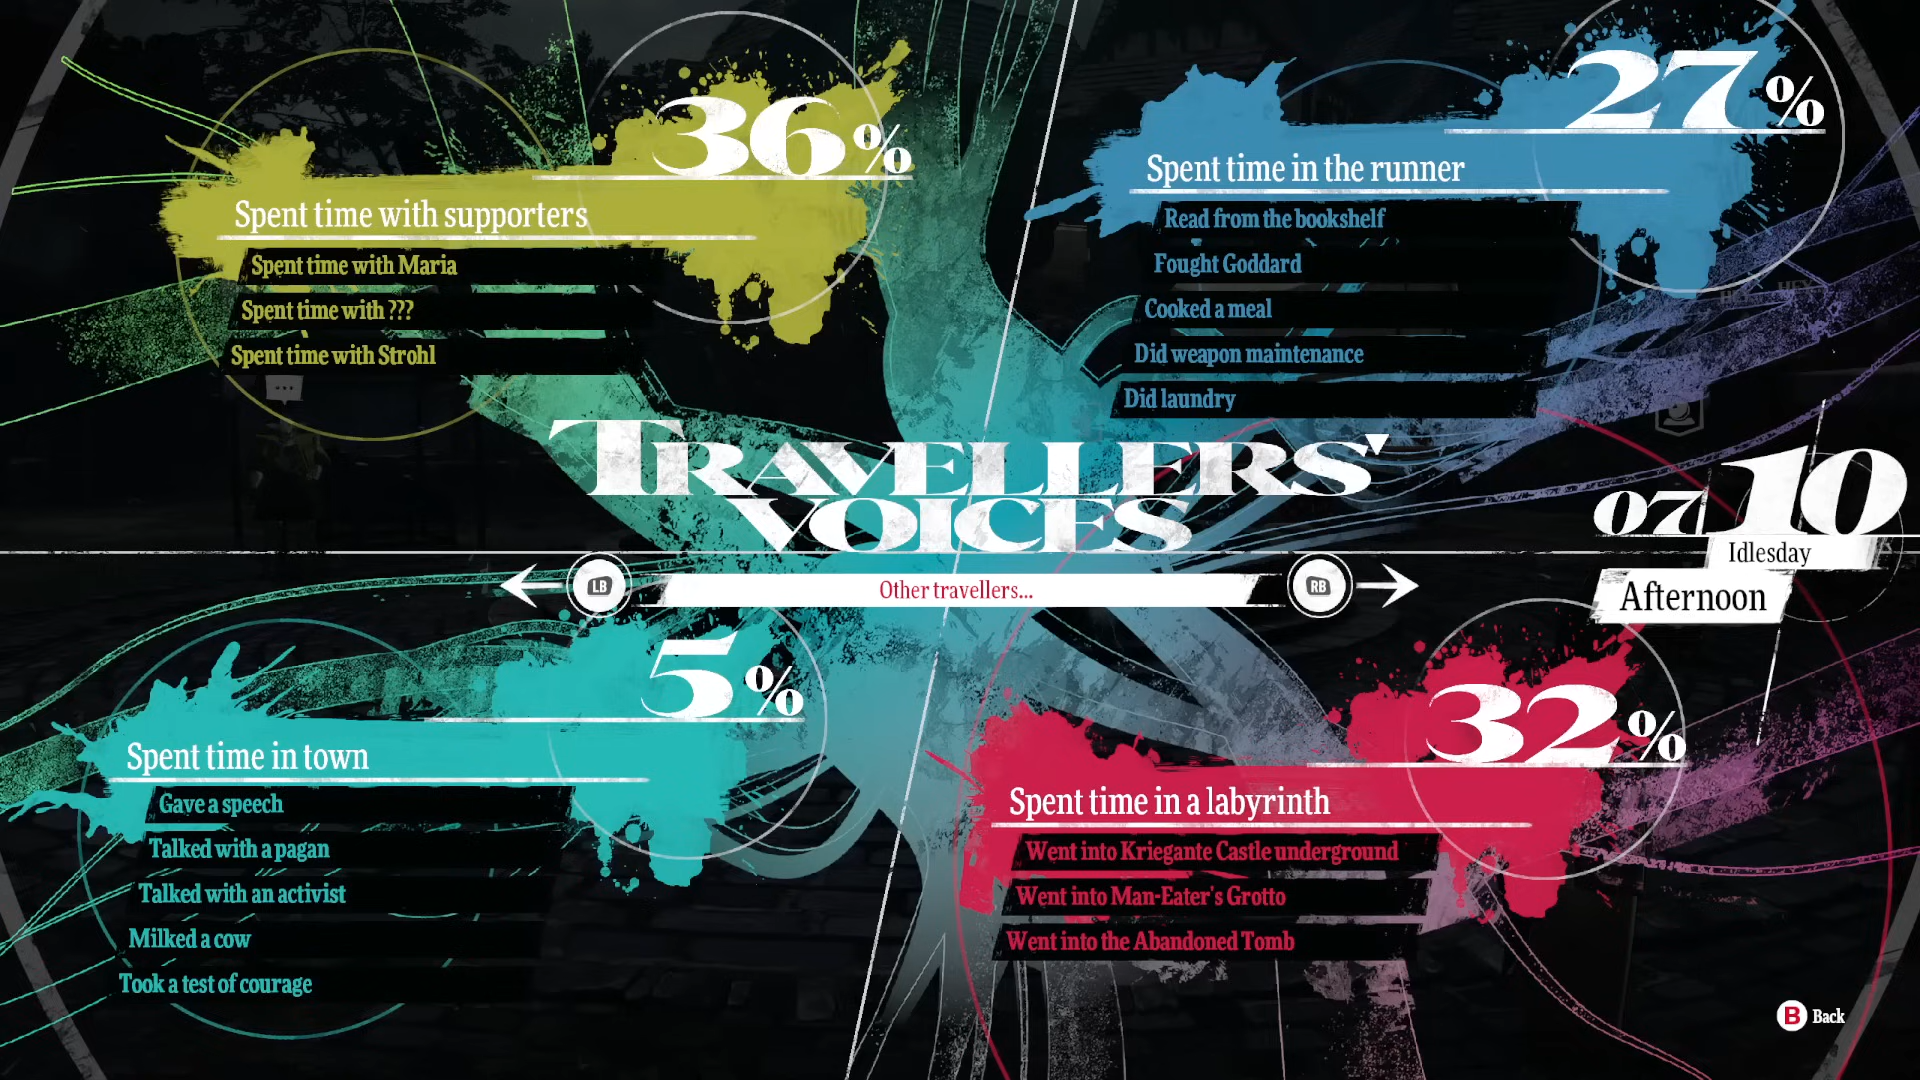 36%
Spent time with supporters
Spent time with Maria
Spent time with ???
Spent time with Strohl
27%
Spent time in the runner
Read from the bookshelf
Fought Goddard
Cooked a meal
Did weapon maintenance
Did laundry
TRAVELLERS'
VOICES
LB
Other travellers...
RB
07 10
Idlesday
Afternoon
5%
Spent time in town
Gave a speech
Talked with a pagan
Talked with an activist
Milked a cow
Took a test of courage
32%
Spent time in a labyrinth
Went into Kriegante Castle underground
Went into Man-Eater's Grotto
Went into the Abandoned Tomb
B Back